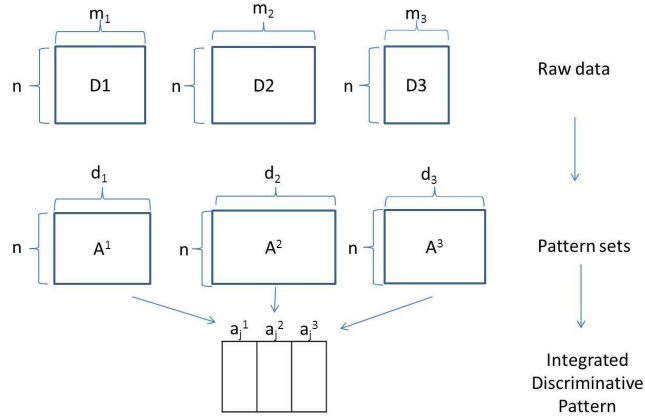 m₁ m₂ m₃
n D1 n D2 n D3 Raw data
d₁ d₂ d₃
n A¹ n A² n A³ Pattern sets
aⱼ¹ aⱼ² aⱼ³
Integrated
Discriminative
Pattern